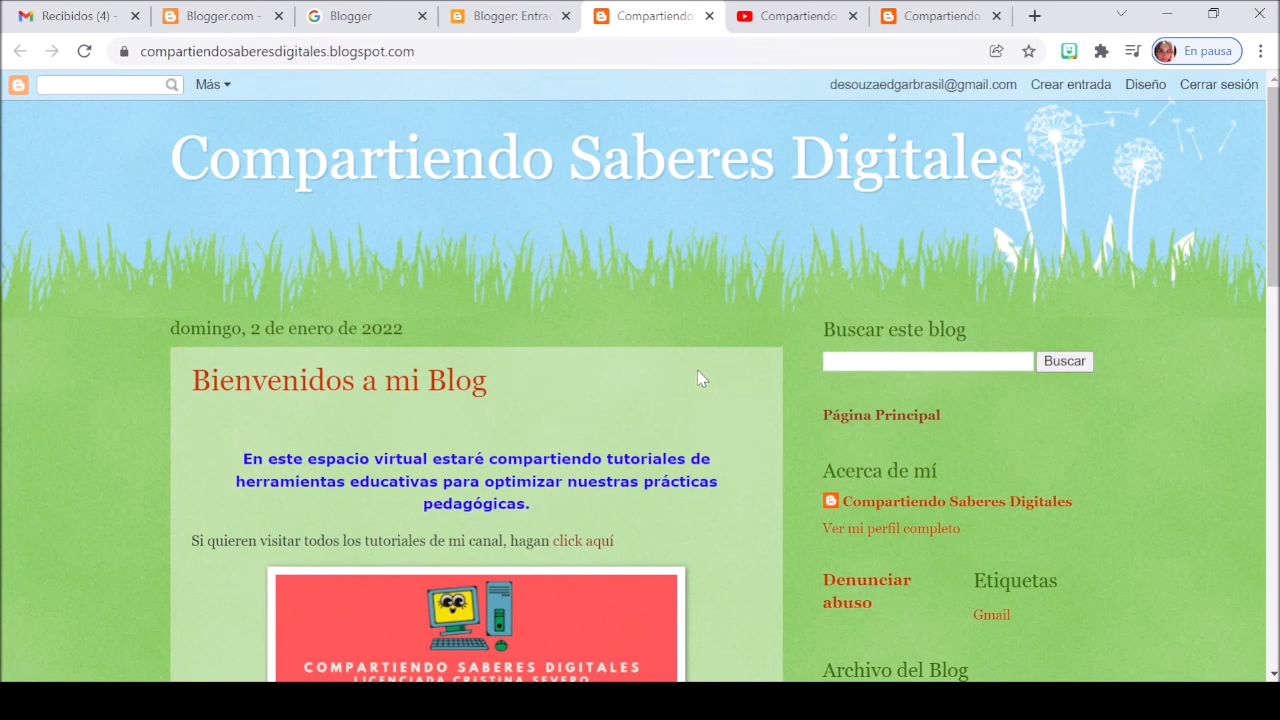 Recibidos (4) -
Blogger.com -
Blogger
Blogger: Entra
Compartiendo
Compartiendo
Compartiendo
compartiendosaberesdigitales.blogspot.com
En pausa
Más
desouzaedgarbrasil@gmail.com Crear entrada Diseño Cerrar sesión
Compartiendo Saberes Digitales
domingo, 2 de enero de 2022
Bienvenidos a mi Blog
En este espacio virtual estaré compartiendo tutoriales de
herramientas educativas para optimizar nuestras prácticas
pedagógicas.
Si quieren visitar todos los tutoriales de mi canal, hagan click aquí
COMPARTIENDO SABERES DIGITALES
LICENCIADA CRISTINA SEVERO
Buscar este blog
Buscar
Página Principal
Acerca de mí
Compartiendo Saberes Digitales
Ver mi perfil completo
Denunciar
abuso
Etiquetas
Gmail
Archivo del Blog